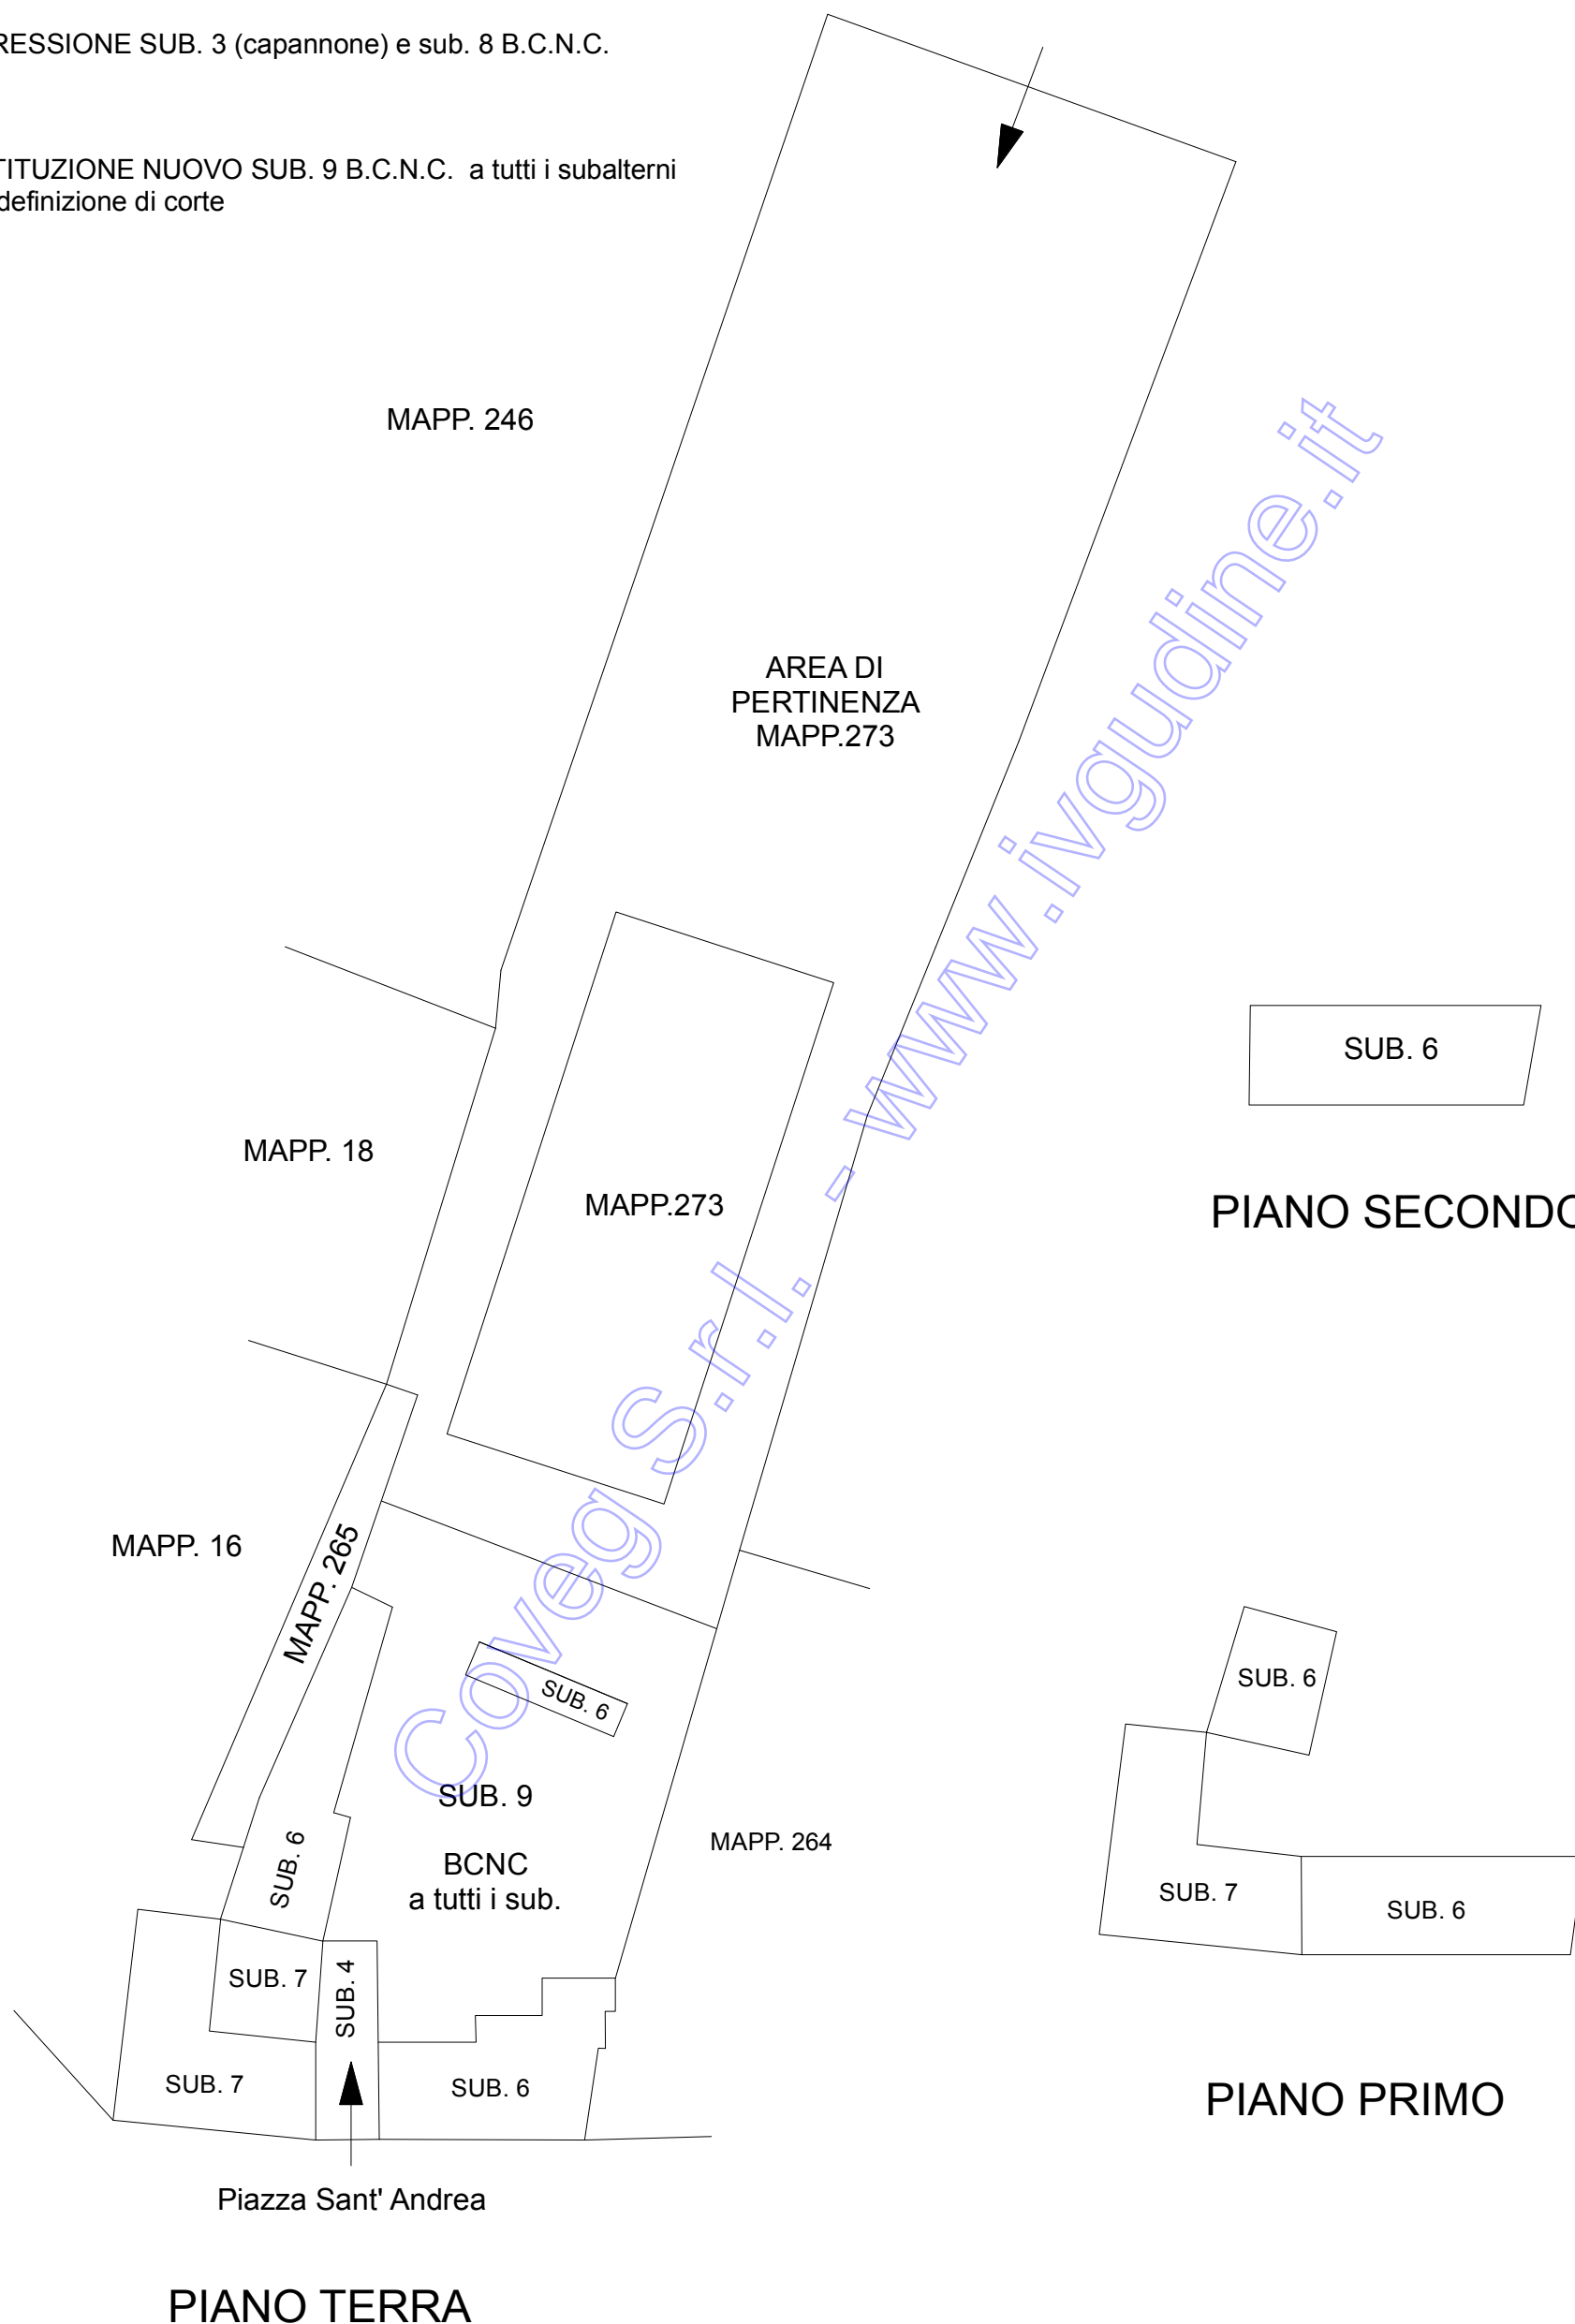 RESSIONE SUB. 3 (capannone) e sub. 8 B.C.N.C.
TITUZIONE NUOVO SUB. 9 B.C.N.C. a tutti i subalterni
definizione di corte
MAPP. 246
AREA DI
PERTINENZA
MAPP.273
SUB. 6
MAPP. 18
MAPP.273
PIANO SECONDO
MAPP. 16
MAPP. 265
SUB. 6
SUB. 6
SUB. 9
MAPP. 264
SUB. 6
BCNC
a tutti i sub.
SUB. 7
SUB. 6
SUB. 7
SUB. 4
SUB. 7
SUB. 6
PIANO PRIMO
Piazza Sant' Andrea
PIANO TERRA
Coveg S.r.l. - www.ivgudine.it